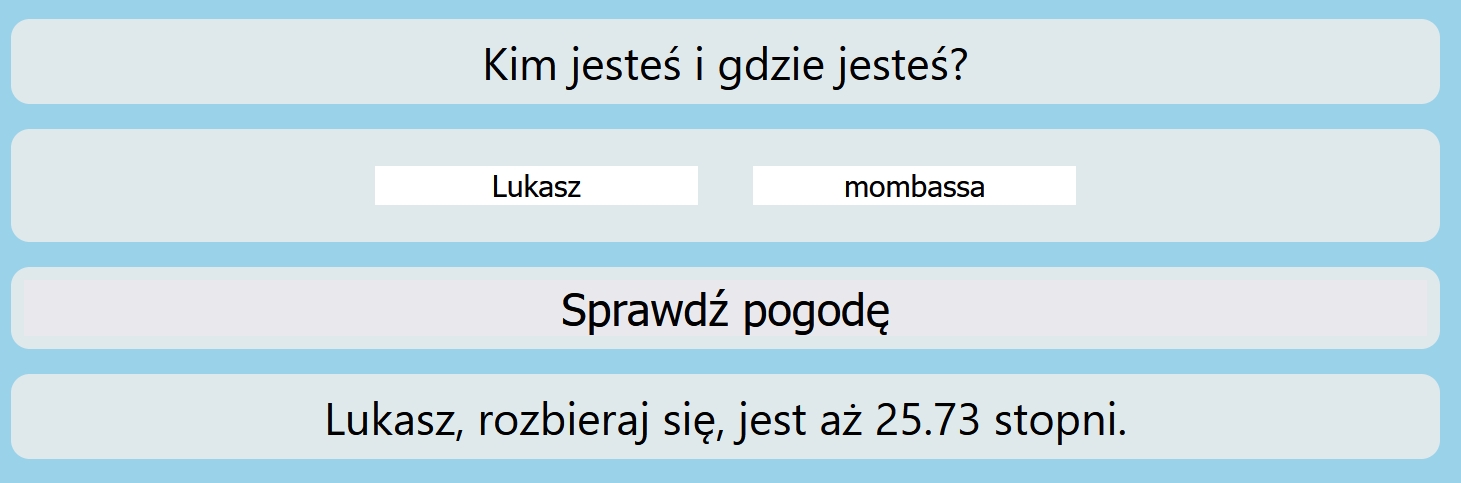 Kim jesteś i gdzie jesteś?
Lukasz mombassa
Sprawdź pogodę
Lukasz, rozbieraj się, jest aż 25.73 stopni.